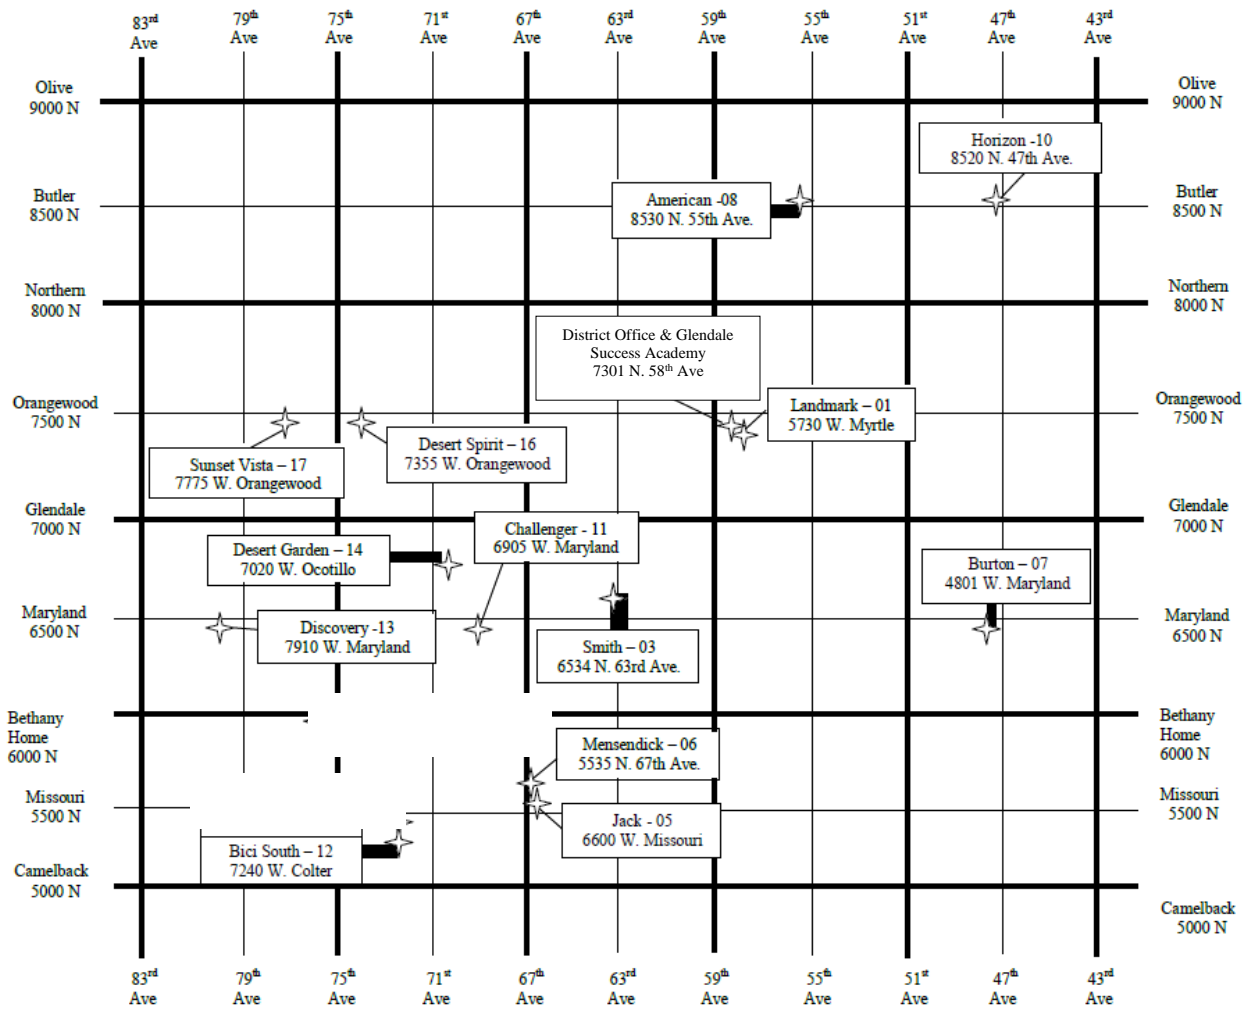 83rd
Ave
79th
Ave
75th
Ave
71st
Ave
67th
Ave
63rd
Ave
59th
Ave
55th
Ave
51st
Ave
47th
Ave
43rd
Ave
Olive
9000 N
Olive
9000 N
Horizon -10
8520 N. 47th Ave.
Butler
8500 N
American -08
8530 N. 55th Ave.
Butler
8500 N
Northern
8000 N
Northern
8000 N
District Office & Glendale
Success Academy
7301 N. 58th Ave
Orangewood
7500 N
Landmark – 01
5730 W. Myrtle
Orangewood
7500 N
Desert Spirit – 16
7355 W. Orangewood
Sunset Vista – 17
7775 W. Orangewood
Glendale
7000 N
Glendale
7000 N
Challenger - 11
6905 W. Maryland
Desert Garden – 14
7020 W. Ocotillo
Burton – 07
4801 W. Maryland
Maryland
6500 N
Discovery -13
7910 W. Maryland
Smith – 03
6534 N. 63rd Ave.
Maryland
6500 N
Bethany
Home
6000 N
Bethany
Home
6000 N
Mensendick – 06
5535 N. 67th Ave.
Missouri
5500 N
Jack - 05
6600 W. Missouri
Missouri
5500 N
Bici South – 12
7240 W. Colter
Camelback
5000 N
Camelback
5000 N
83rd
Ave
79th
Ave
75th
Ave
71st
Ave
67th
Ave
63rd
Ave
59th
Ave
55th
Ave
51st
Ave
47th
Ave
43rd
Ave